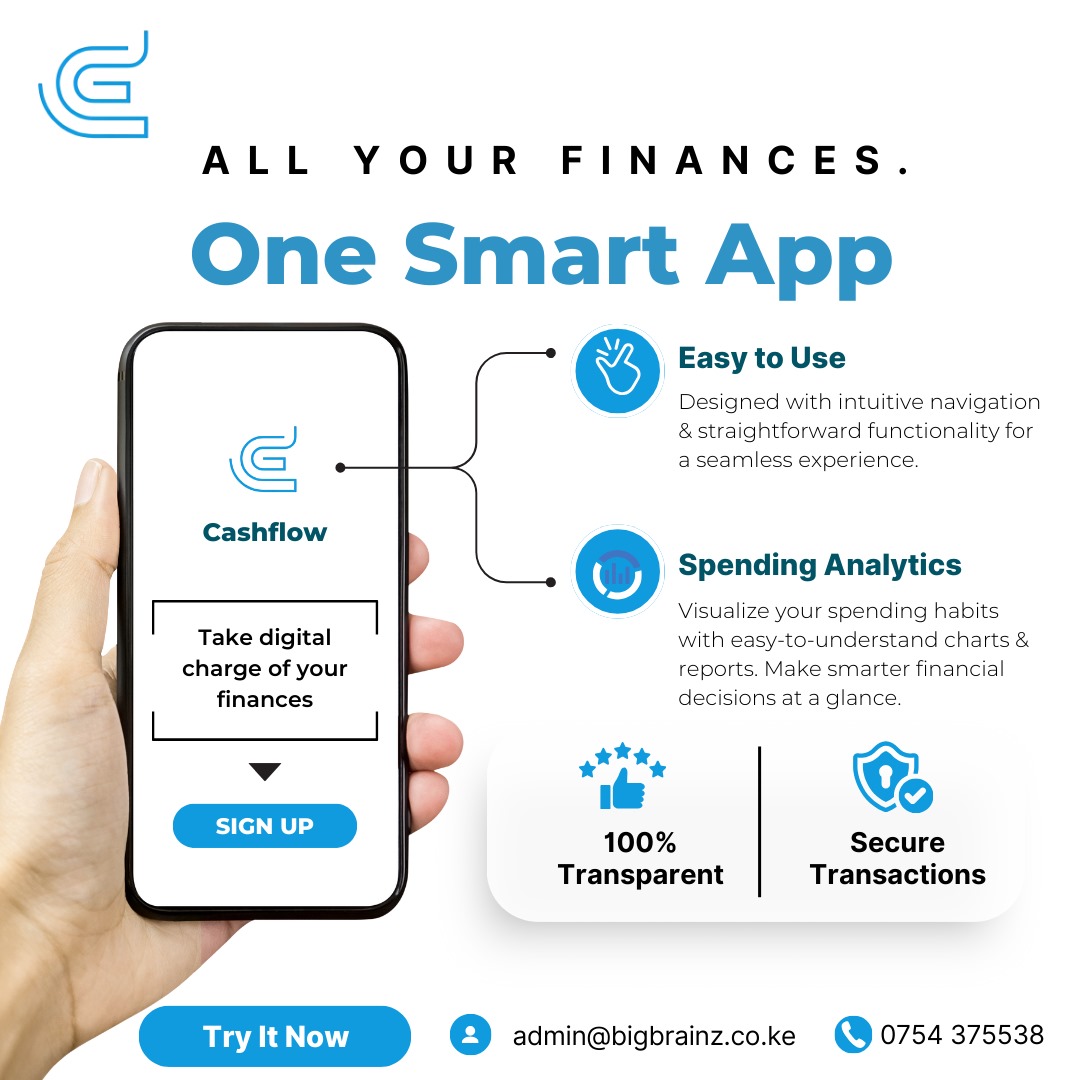 ALL YOUR FINANCES.
One Smart App
Cashflow
Take digital
charge of your
finances
SIGN UP
Easy to Use
Designed with intuitive navigation
& straightforward functionality for
a seamless experience.
Spending Analytics
Visualize your spending habits
with easy-to-understand charts &
reports. Make smarter financial
decisions at a glance.
100%
Transparent
Secure
Transactions
Try It Now
admin@bigbrainz.co.ke
0754 375538